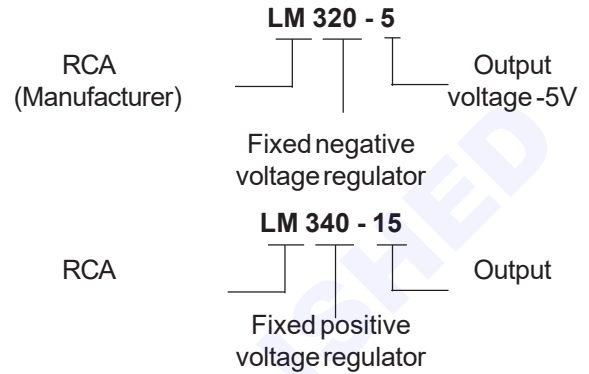 LM 320 - 5
RCA
(Manufacturer)
Output
voltage -5V
Fixed negative
voltage regulator
LM 340 - 15
RCA
Output
Fixed positive
voltage regulator